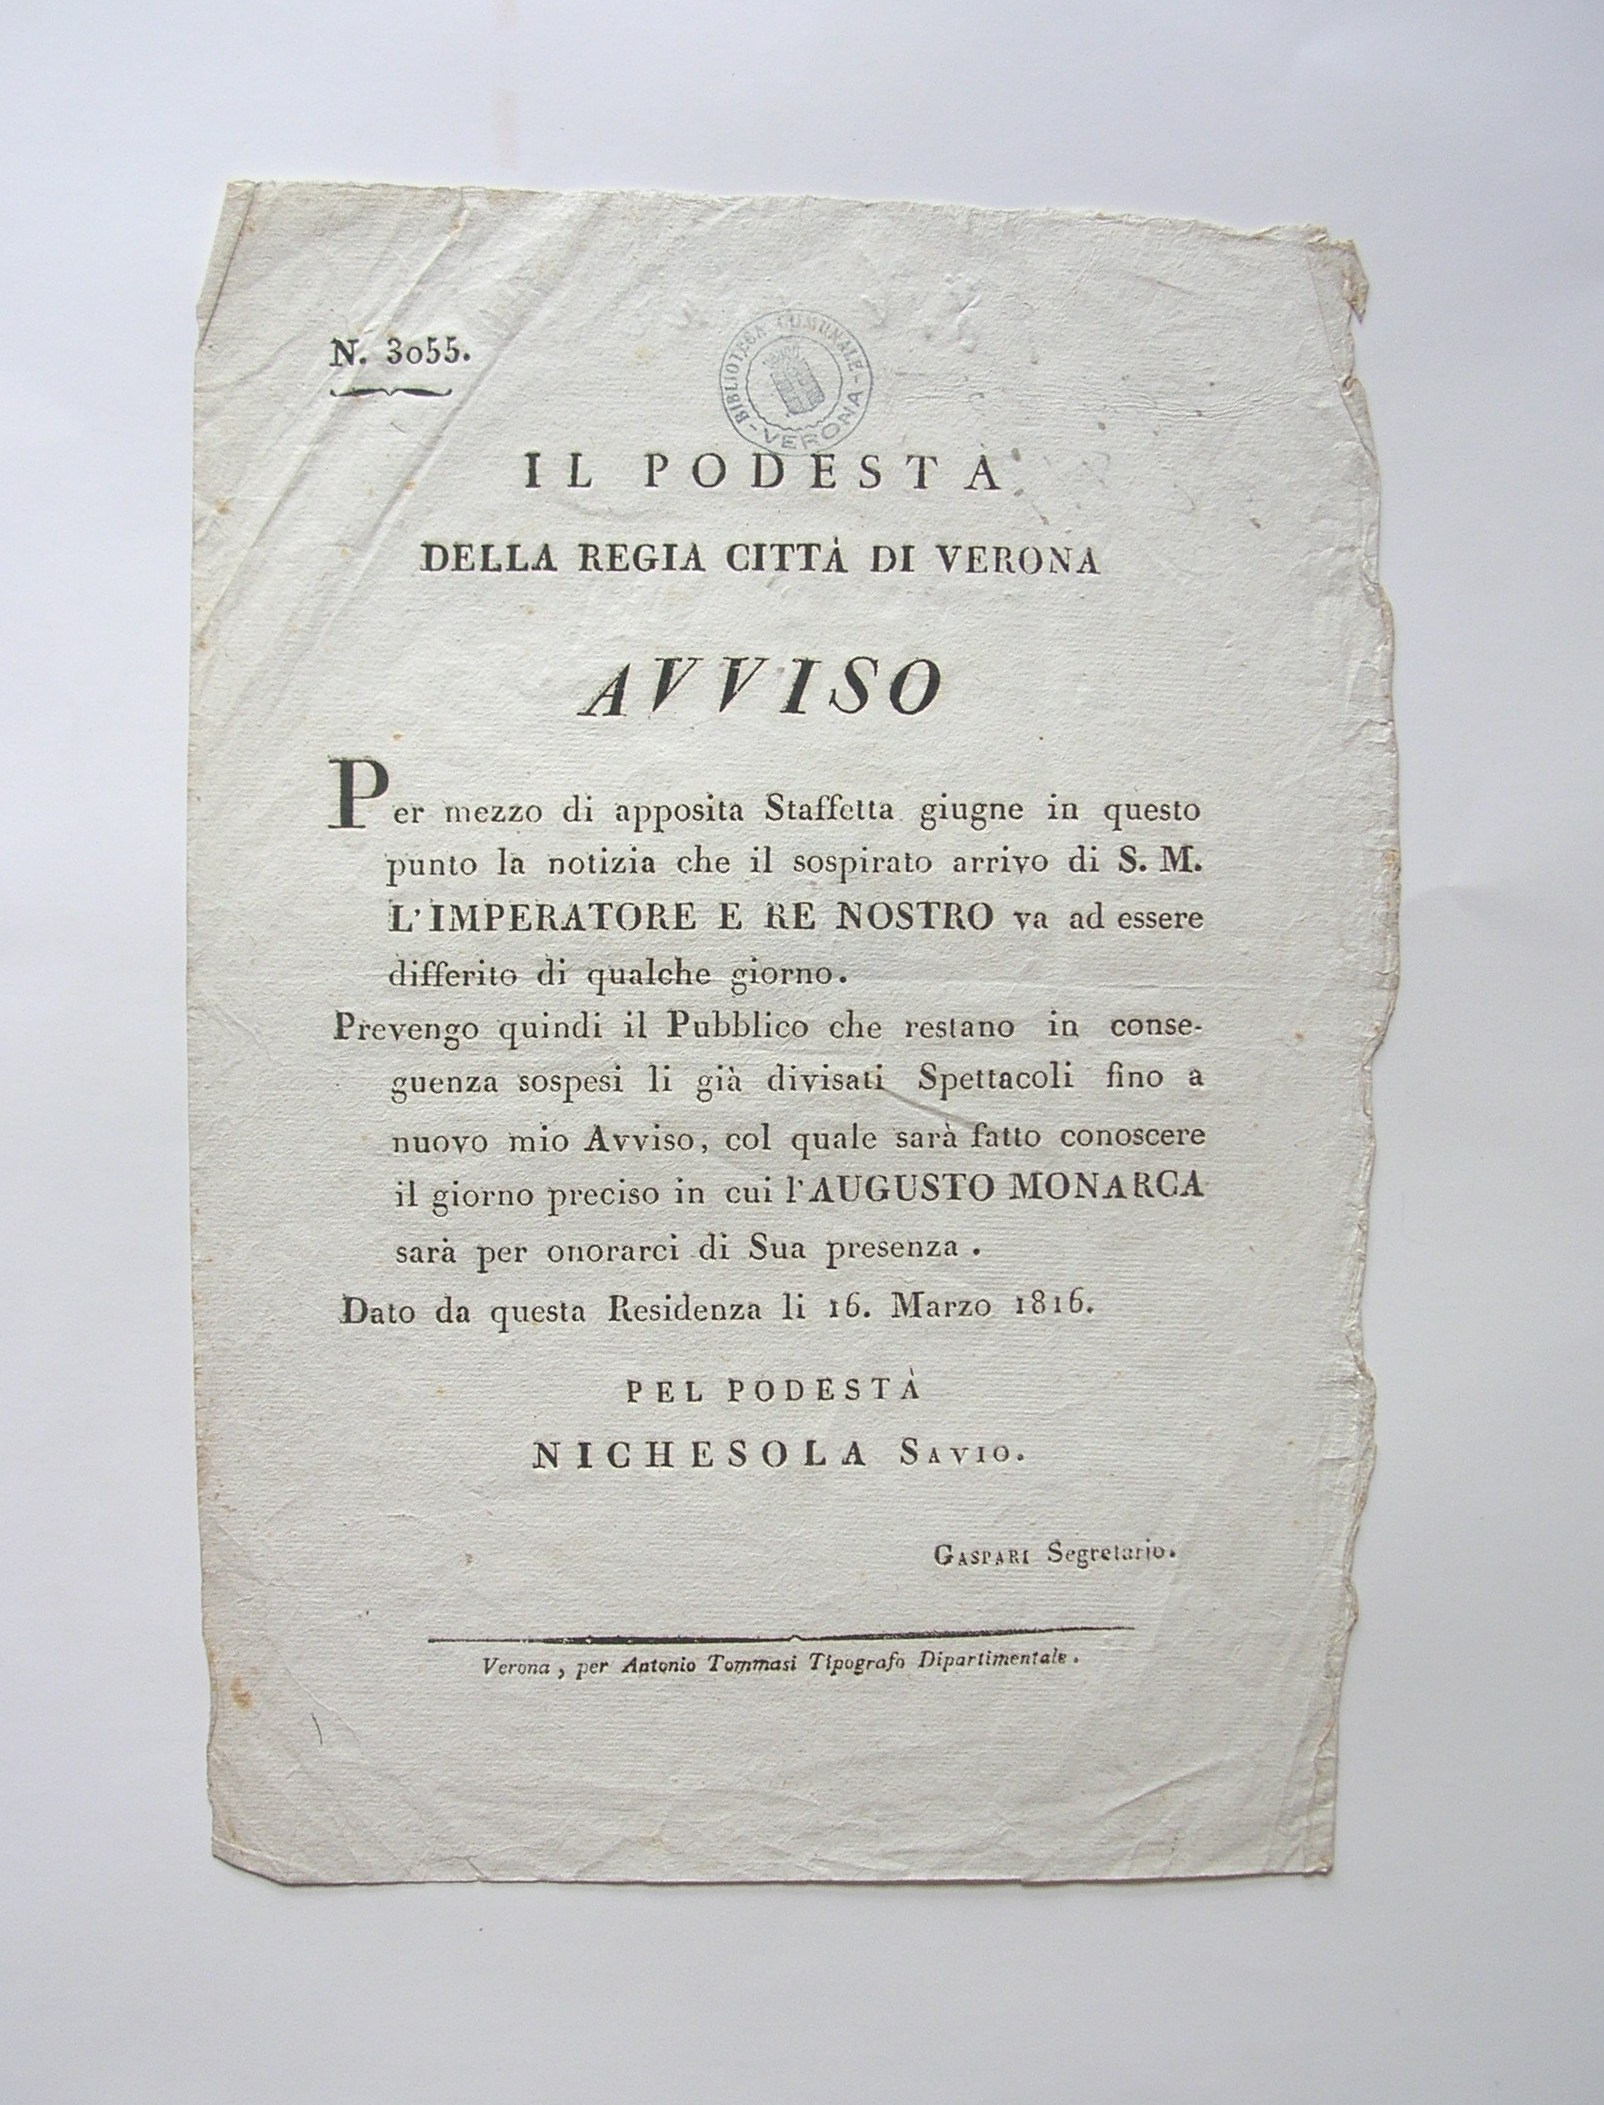 N. 3055.
BIBLIOTECA COMUNALE - VERONA -
IL PODESTÀ
DELLA REGIA CITTÀ DI VERONA
AVVISO
Per mezzo di apposita Staffetta giugne in questo
punto la notizia che il sospirato arrivo di S. M.
L'IMPERATORE E RE NOSTRO va ad essere
differito di qualche giorno.
Prevengo quindi il Pubblico che restano in conse-
guenza sospesi li già divisati Spettacoli fino a
nuovo mio Avviso, col quale sarà fatto conoscere
il giorno preciso in cui l'AUGUSTO MONARCA
sarà per onorarci di Sua presenza.
Dato da questa Residenza li 16. Marzo 1816.
PEL PODESTÀ
NICHESOLA SAVIO.
GASPARI Segretario.
Verona, per Antonio Tommasi Tipografo Dipartimentale.